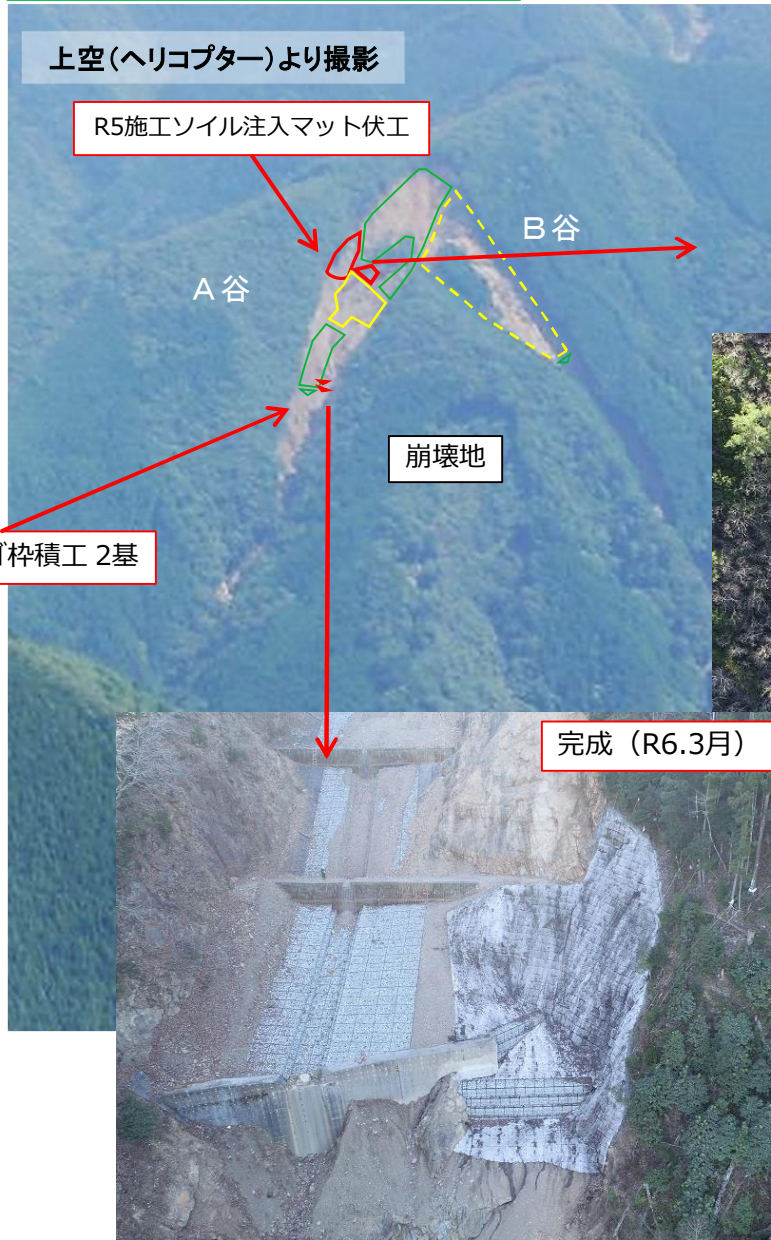 上空(ヘリコプター)より撮影
R5施工ソイル注入マット伏工
B谷
A谷
崩壊地
枠積工 2基
完成（R6.3月）